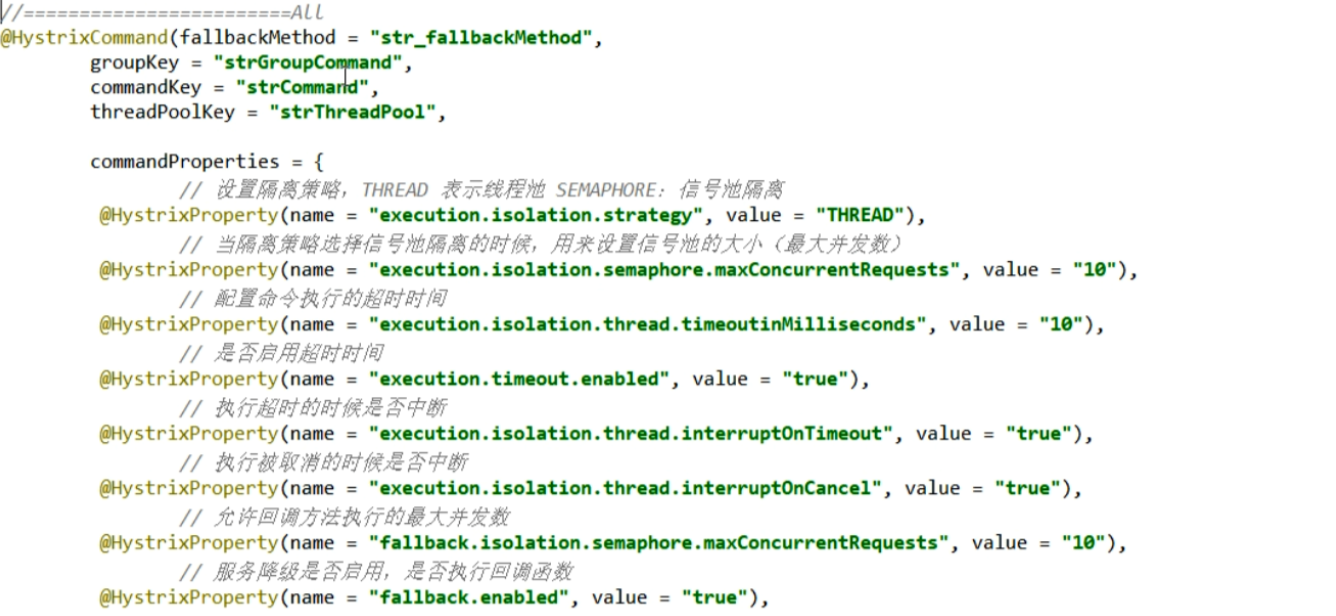 //========================ALL
@HystrixCommand(fallbackMethod = "str_fallbackMethod",
groupKey = "strGroupCommand",
commandKey = "strCommand",
threadPoolKey = "strThreadPool",
commandProperties = {
// 设置隔离策略，THREAD 表示线程池 SEMAPHORE：信号池隔离
@HystrixProperty(name = "execution.isolation.strategy", value = "THREAD"),
// 当隔离策略选择信号池隔离的时候，用来设置信号池的大小（最大并发数）
@HystrixProperty(name = "execution.isolation.semaphore.maxConcurrentRequests", value = "10"),
// 配置命令执行的超时时间
@HystrixProperty(name = "execution.isolation.thread.timeoutinMilliseconds", value = "10"),
// 是否启用超时时间
@HystrixProperty(name = "execution.timeout.enabled", value = "true"),
// 执行超时的时候是否中断
@HystrixProperty(name = "execution.isolation.thread.interruptOnTimeout", value = "true"),
// 执行被取消的时候是否中断
@HystrixProperty(name = "execution.isolation.thread.interruptOnCancel", value = "true"),
// 允许回调方法执行的最大并发数
@HystrixProperty(name = "fallback.isolation.semaphore.maxConcurrentRequests", value = "10"),
// 服务降级是否启用，是否执行回调函数
@HystrixProperty(name = "fallback.enabled", value = "true"),